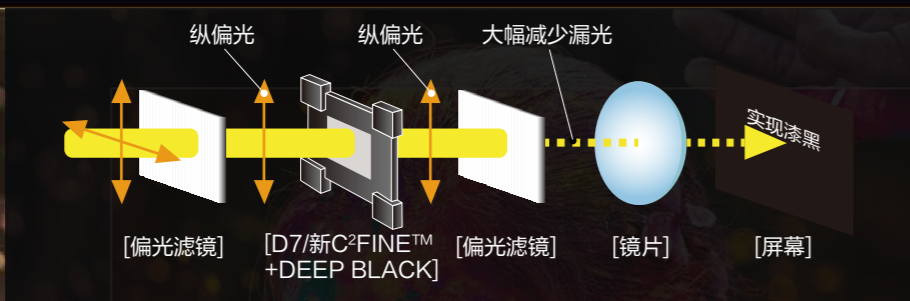 纵偏光
纵偏光
大幅减少漏光
实现漆黑
[偏光滤镜]
[D7/新C²FINE™
+DEEP BLACK]
[偏光滤镜]
[镜片]
[屏幕]